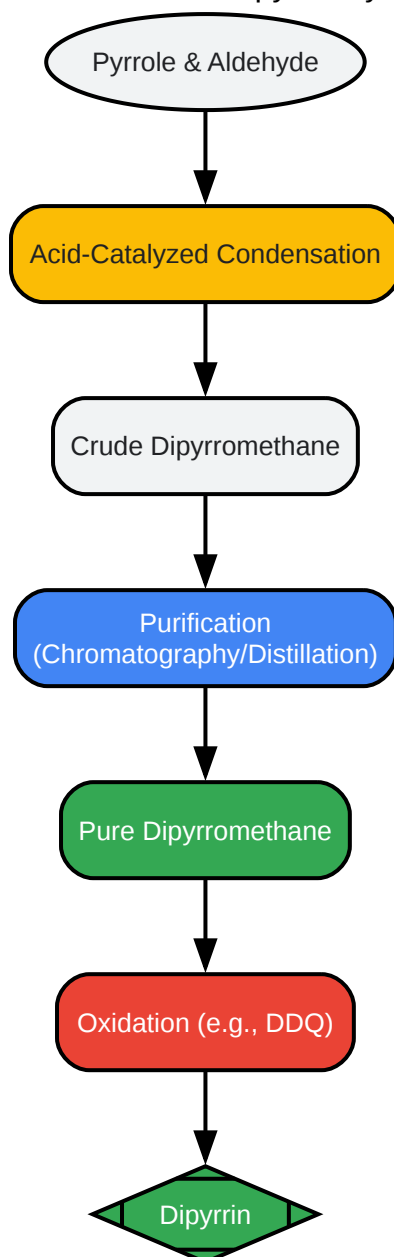 Pyrrole & Aldehyde
Acid-Catalyzed Condensation
Crude Dipyrromethane
Purification
(Chromatography/Distillation)
Pure Dipyrromethane
Oxidation (e.g., DDQ)
Dipyrrin